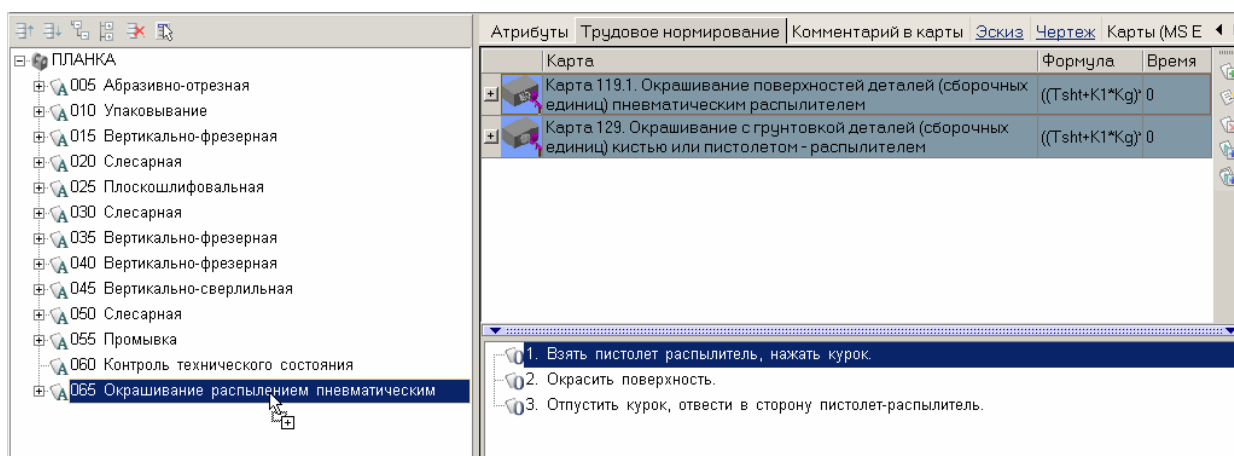 Атрибуты Трудовое нормирование Комментарий в карты Эскиз Чертеж Карты (MS E
ПЛАНКА
005 Абразивно-отрезная
010 Упаковывание
015 Вертикально-фрезерная
020 Слесарная
025 Плоскошлифовальная
030 Слесарная
035 Вертикально-фрезерная
040 Вертикально-фрезерная
045 Вертикально-сверлильная
050 Слесарная
055 Промывка
060 Контроль технического состояния
065 Окрашивание распылением пневматическим
Карта Формула Время
Карта 119.1. Окрашивание поверхностей деталей (сборочных
единиц) пневматическим распылителем ((Tsht+K1*Kg)* 0
Карта 129. Окрашивание с грунтовкой деталей (сборочных
единиц) кистью или пистолетом - распылителем ((Tsht+K1*Kg)* 0
1. Взять пистолет распылитель, нажать курок.
2. Окрасить поверхность.
3. Отпустить курок, отвести в сторону пистолет-распылитель.